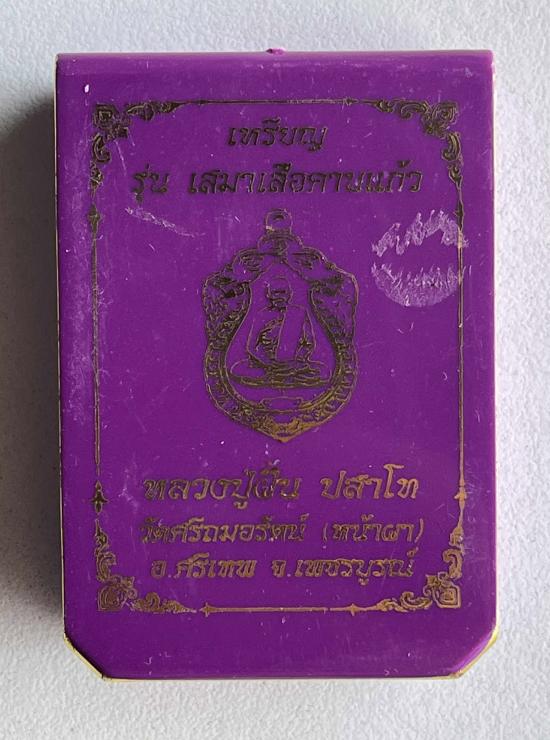 เหรียญ
รุ่น เสมาเสือคาบแก้ว
หลวงปู่ผึ้น ปสาโท
วัดศรีถมอรัตน์ (หน้าผา)
อ.ศรีเทพ จ.เพชรบูรณ์